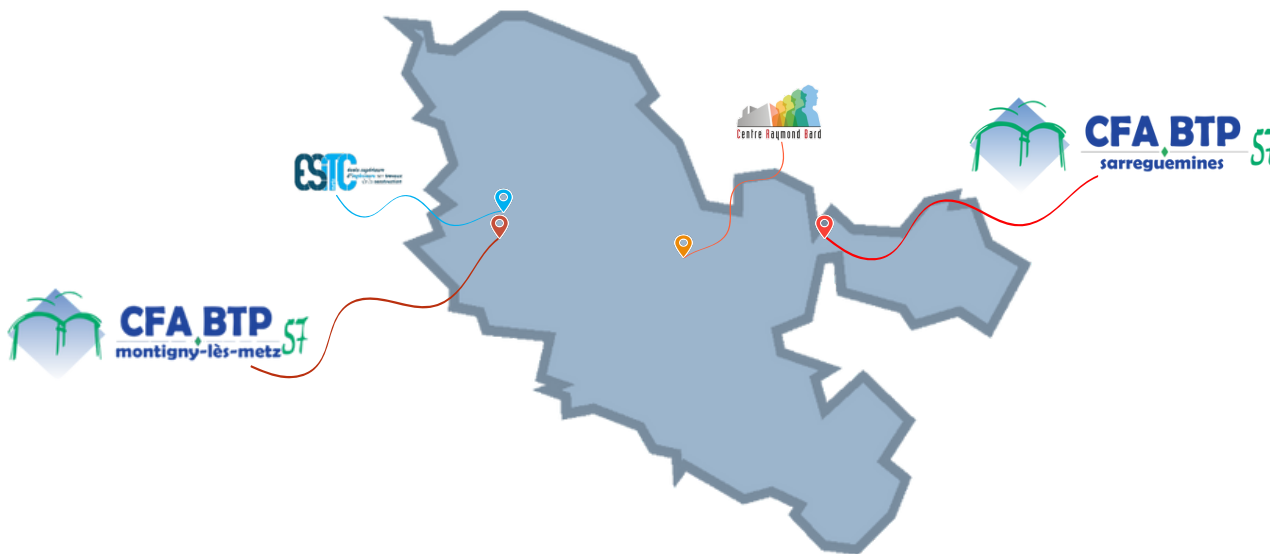 Centre Raymond Bard
CFA BTP 57
sarreguemines
ESITC
école supérieure
d'ingénieurs en travaux
de la construction
CFA BTP 57
montigny-lès-metz